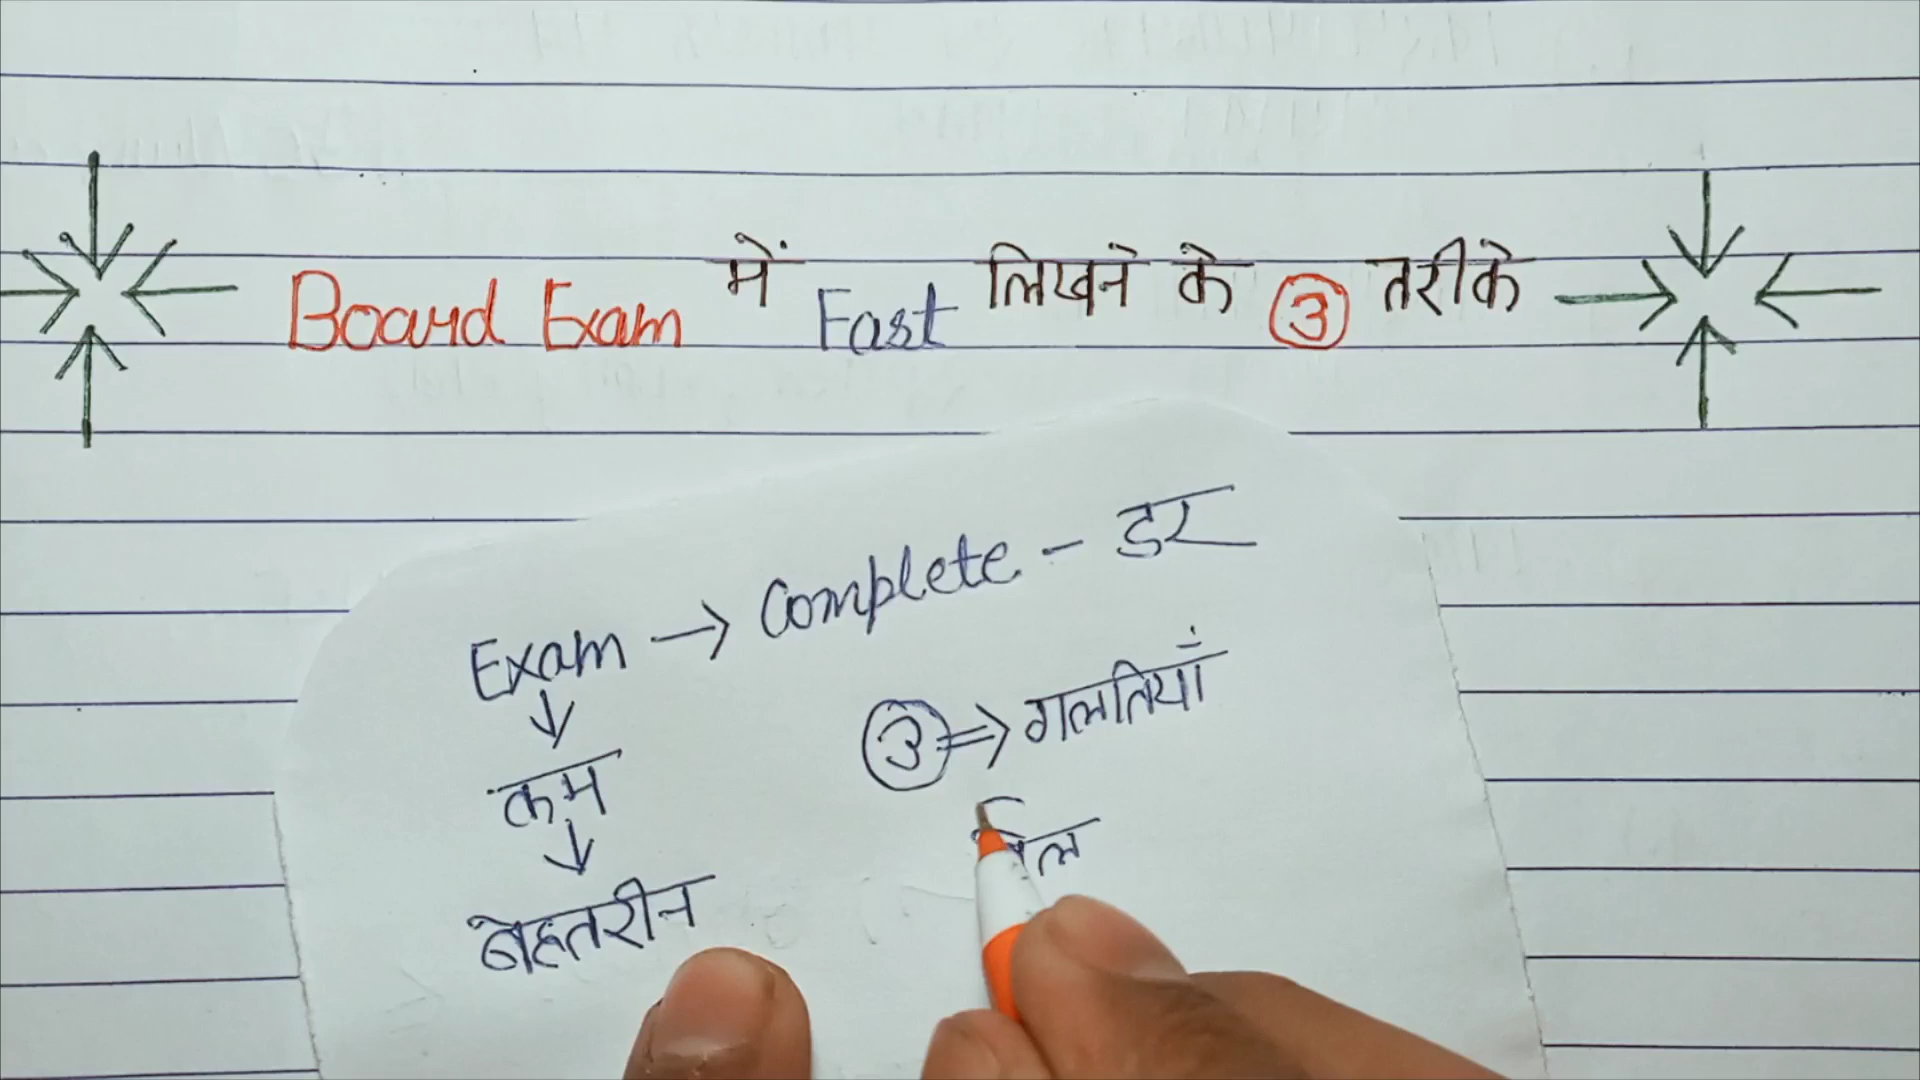 Board Exam में Fast लिखने के 3 तरीके
Exam → Complete - डर
↓
कम
↓
बेहतरीन
3 ⇒ गलतियाँ